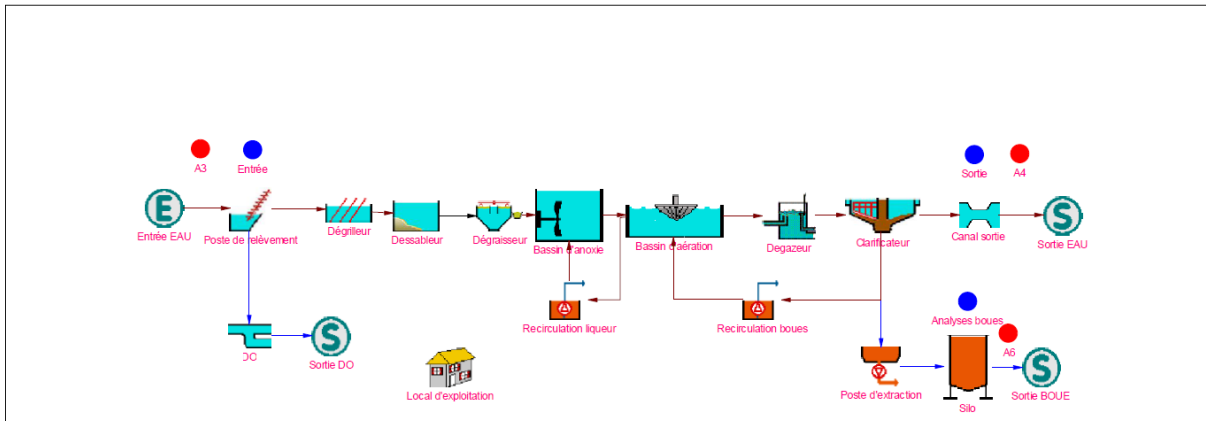 A3
Entrée
Sortie
A4
E
S
Entrée EAU
Poste de relèvement
Dégrilleur
Dessableur
Dégraisseur
Bassin d'anoxie
Bassin d'aération
Degazeur
Clarificateur
Canal sortie
Sortie EAU
Recirculation liqueur
Recirculation boues
Analyses boues
A6
DO
S
Sortie DO
Local d'exploitation
Poste d'extraction
Silo
S
Sortie BOUE